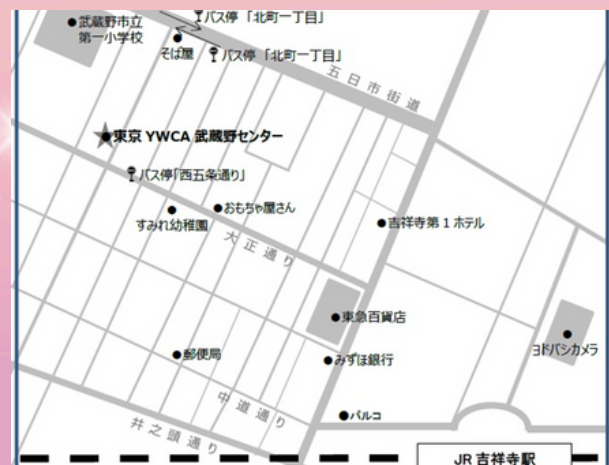 バス停 「北町一丁目」
武蔵野市立
第一小学校
そば屋
バス停 「北町一丁目」
五日市街道
東京 YWCA 武蔵野センター
バス停「西五条通り」
おもちゃ屋さん
すみれ幼稚園
大正通り
吉祥寺第1ホテル
東急百貨店
ヨドバシカメラ
郵便局
みずほ銀行
中道通り
パルコ
井之頭通り
JR 吉祥寺駅